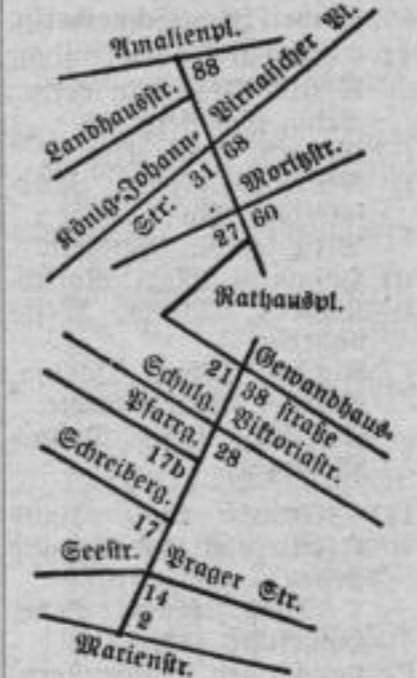 Amalienpl.
88
Landhausstr.
Pirnaischer Pl.
König-Johann-
Str.
31
68
Moritzstr.
27
60
Rathauspl.
21
Gewandhaus-
38 straße
Schulg.
Viktoriastr.
Pfarrg.
17b
28
Schreiberg.
17
Seestr.
Prager Str.
14
2
Marienstr.